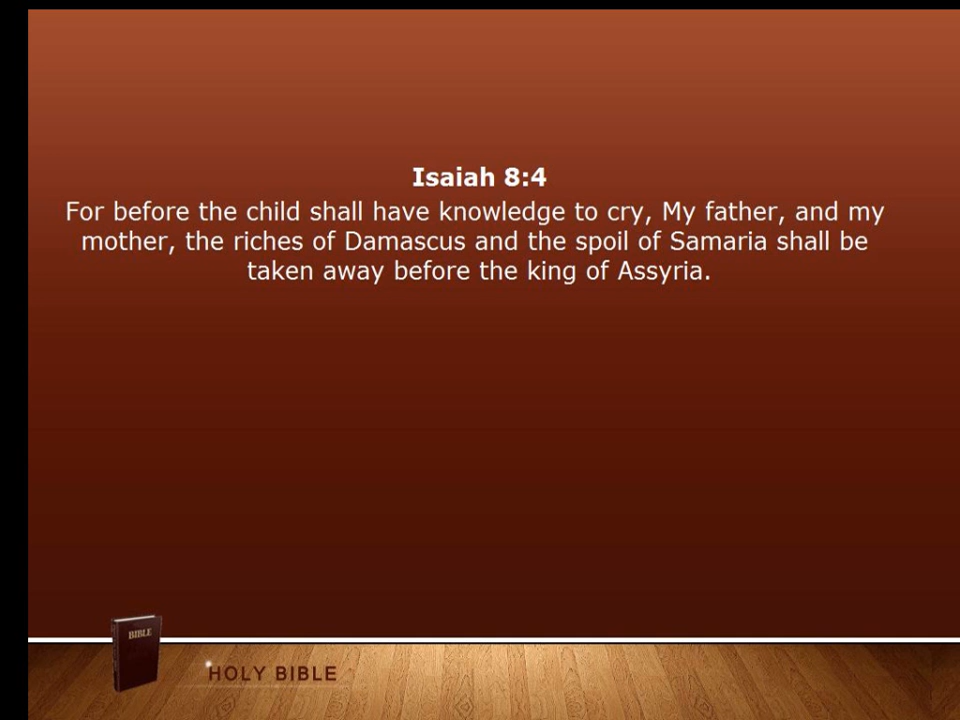 Isaiah 8:4
For before the child shall have knowledge to cry, My father, and my
mother, the riches of Damascus and the spoil of Samaria shall be
taken away before the king of Assyria.
BIBLE
HOLY BIBLE